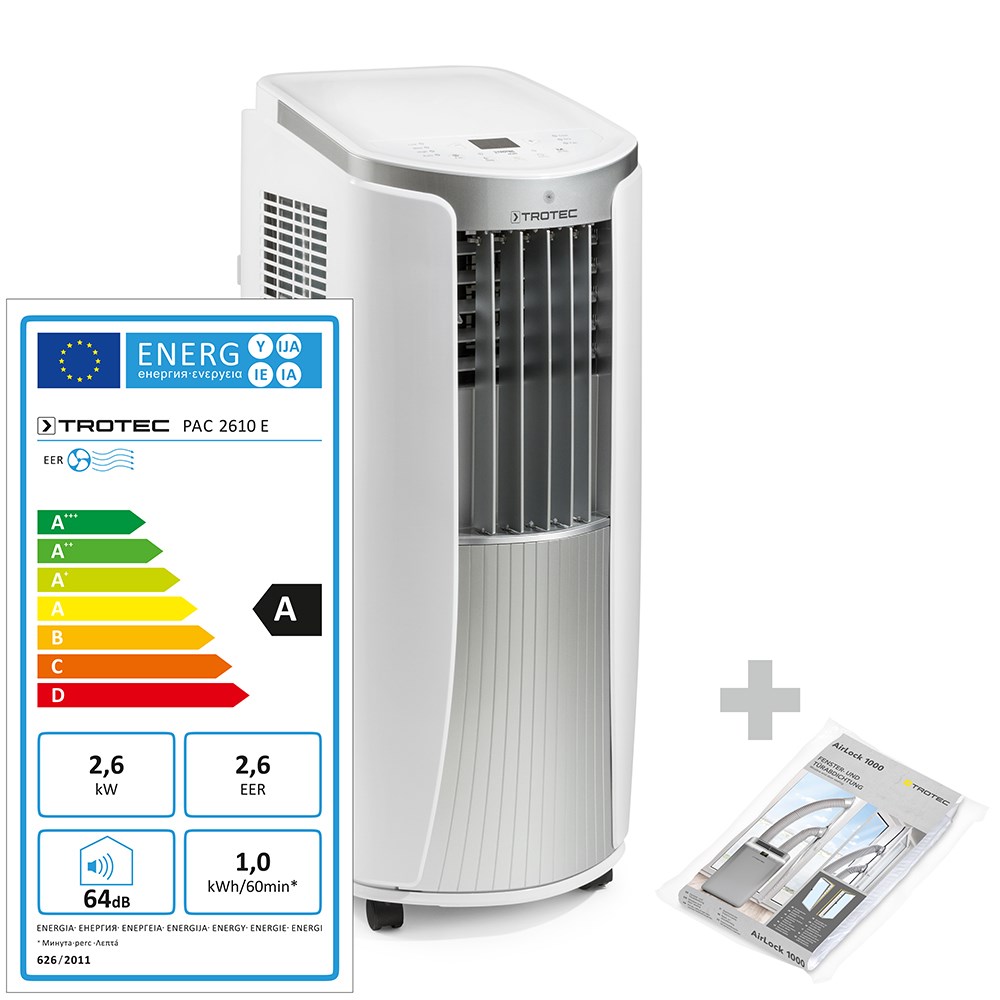 TROTEC
ENERG
Y
IJA
IE
IA
енергия·ενεργεια
TROTEC PAC 2610 E
EER
A+++
A++
A+
A
A
B
C
D
2,6
kW
2,6
EER
64dB
1,0
kWh/60min*
ENERGIA· ЕНЕРГИЯ· ΕΝΕΡΓΕΙΑ· ENERGIJA· ENERGY· ENERGIE· ENERGI
* Минута·perc·Λεπτά
626/2011
AirLock 1000
FENSTER- UND
TÜRABDICHTUNG
TROTEC
AirLock 1000